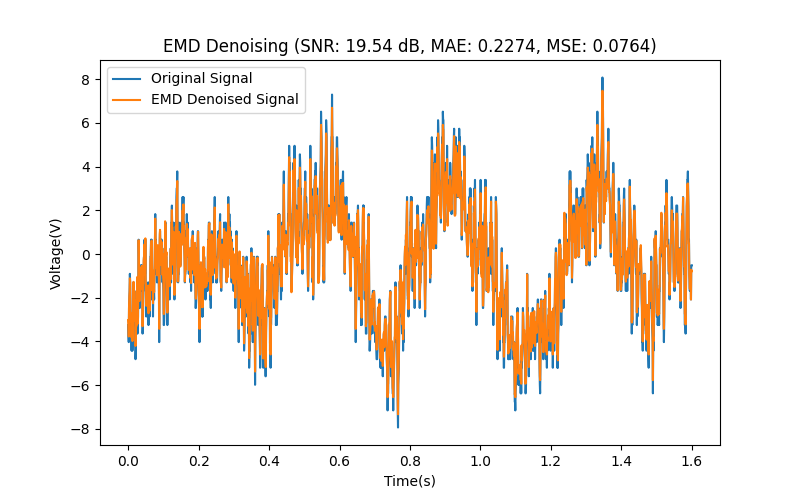 EMD Denoising (SNR: 19.54 dB, MAE: 0.2274, MSE: 0.0764)
Original Signal
EMD Denoised Signal
Voltage(V)
8
6
4
2
0
−2
−4
−6
−8
0.0 0.2 0.4 0.6 0.8 1.0 1.2 1.4 1.6
Time(s)